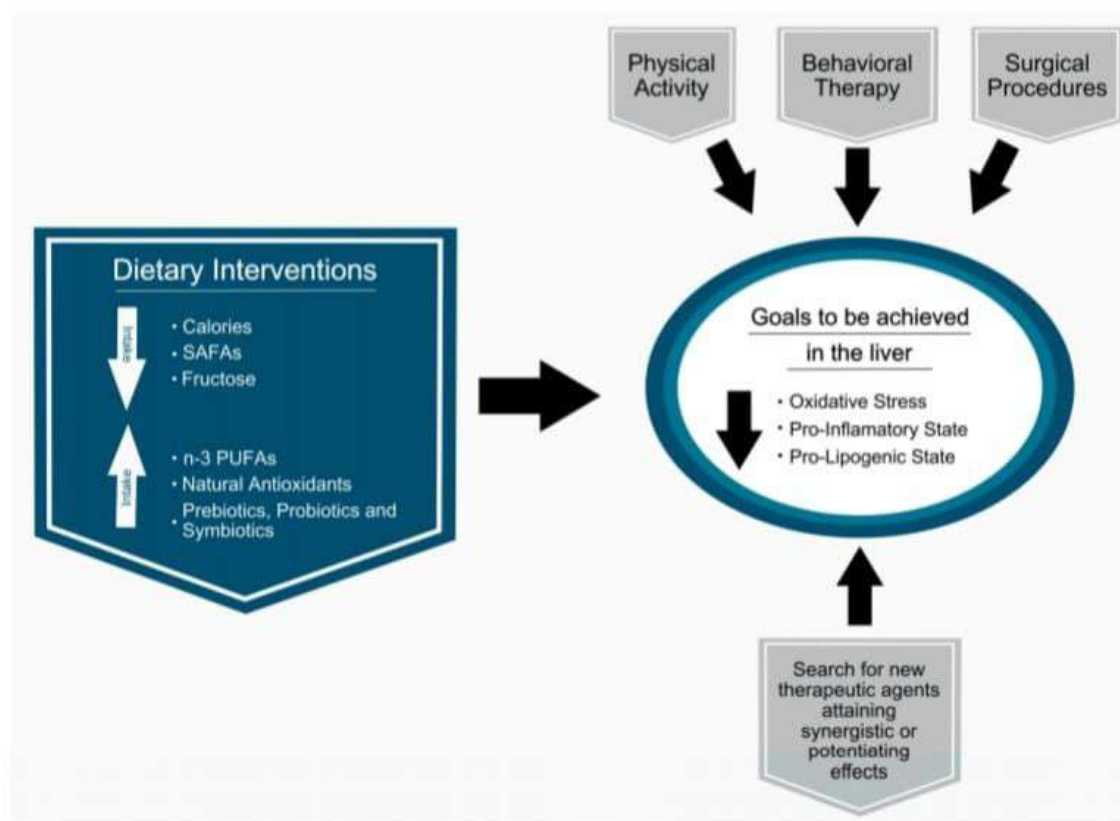 Physical
Activity
Behavioral
Therapy
Surgical
Procedures
Dietary Interventions
Intake
• Calories
• SAFAs
• Fructose
Intake
• n-3 PUFAs
• Natural Antioxidants
• Prebiotics, Probiotics and
Symbiotics
Goals to be achieved
in the liver
• Oxidative Stress
• Pro-Inflamatory State
• Pro-Lipogenic State
Search for new
therapeutic agents
attaining
synergistic or
potentiating
effects